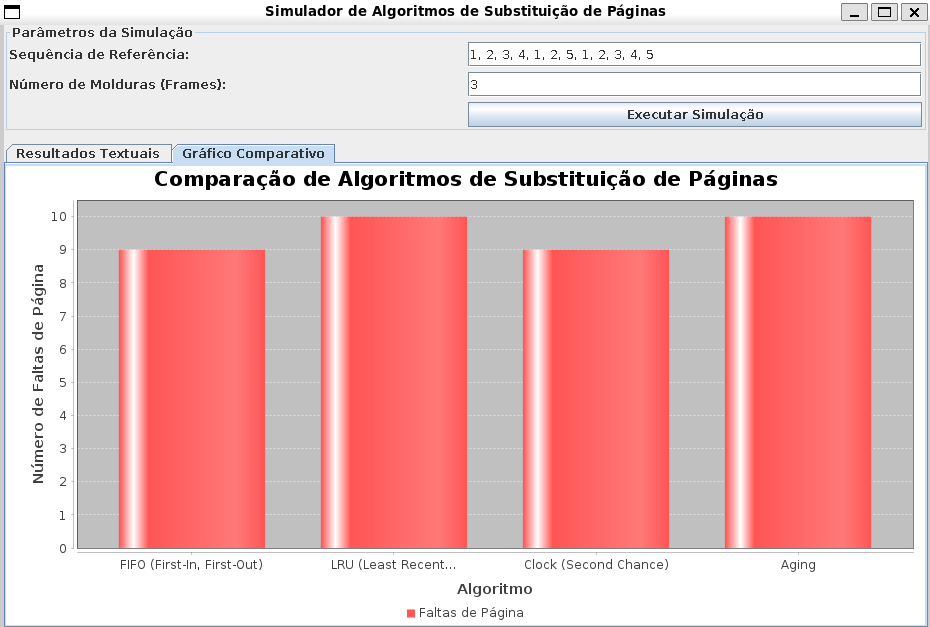 Simulador de Algoritmos de Substituição de Páginas
Parâmetros da Simulação
Sequência de Referência:
1, 2, 3, 4, 1, 2, 5, 1, 2, 3, 4, 5
Número de Molduras (Frames):
3
Executar Simulação
Resultados Textuais
Gráfico Comparativo
Comparação de Algoritmos de Substituição de Páginas
Número de Faltas de Página
10
9
8
7
6
5
4
3
2
1
0
FIFO (First-In, First-Out)
LRU (Least Recent...
Clock (Second Chance)
Aging
Algoritmo
Faltas de Página